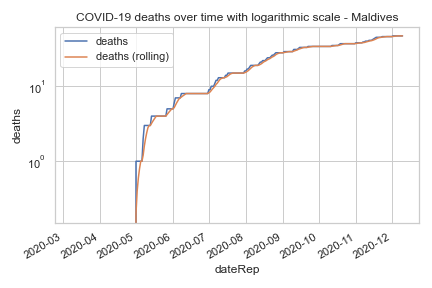 COVID-19 deaths over time with logarithmic scale - Maldives
deaths
deaths (rolling)
10¹
10⁰
deaths
2020-03
2020-04
2020-05
2020-06
2020-07
2020-08
2020-09
2020-10
2020-11
2020-12
dateRep